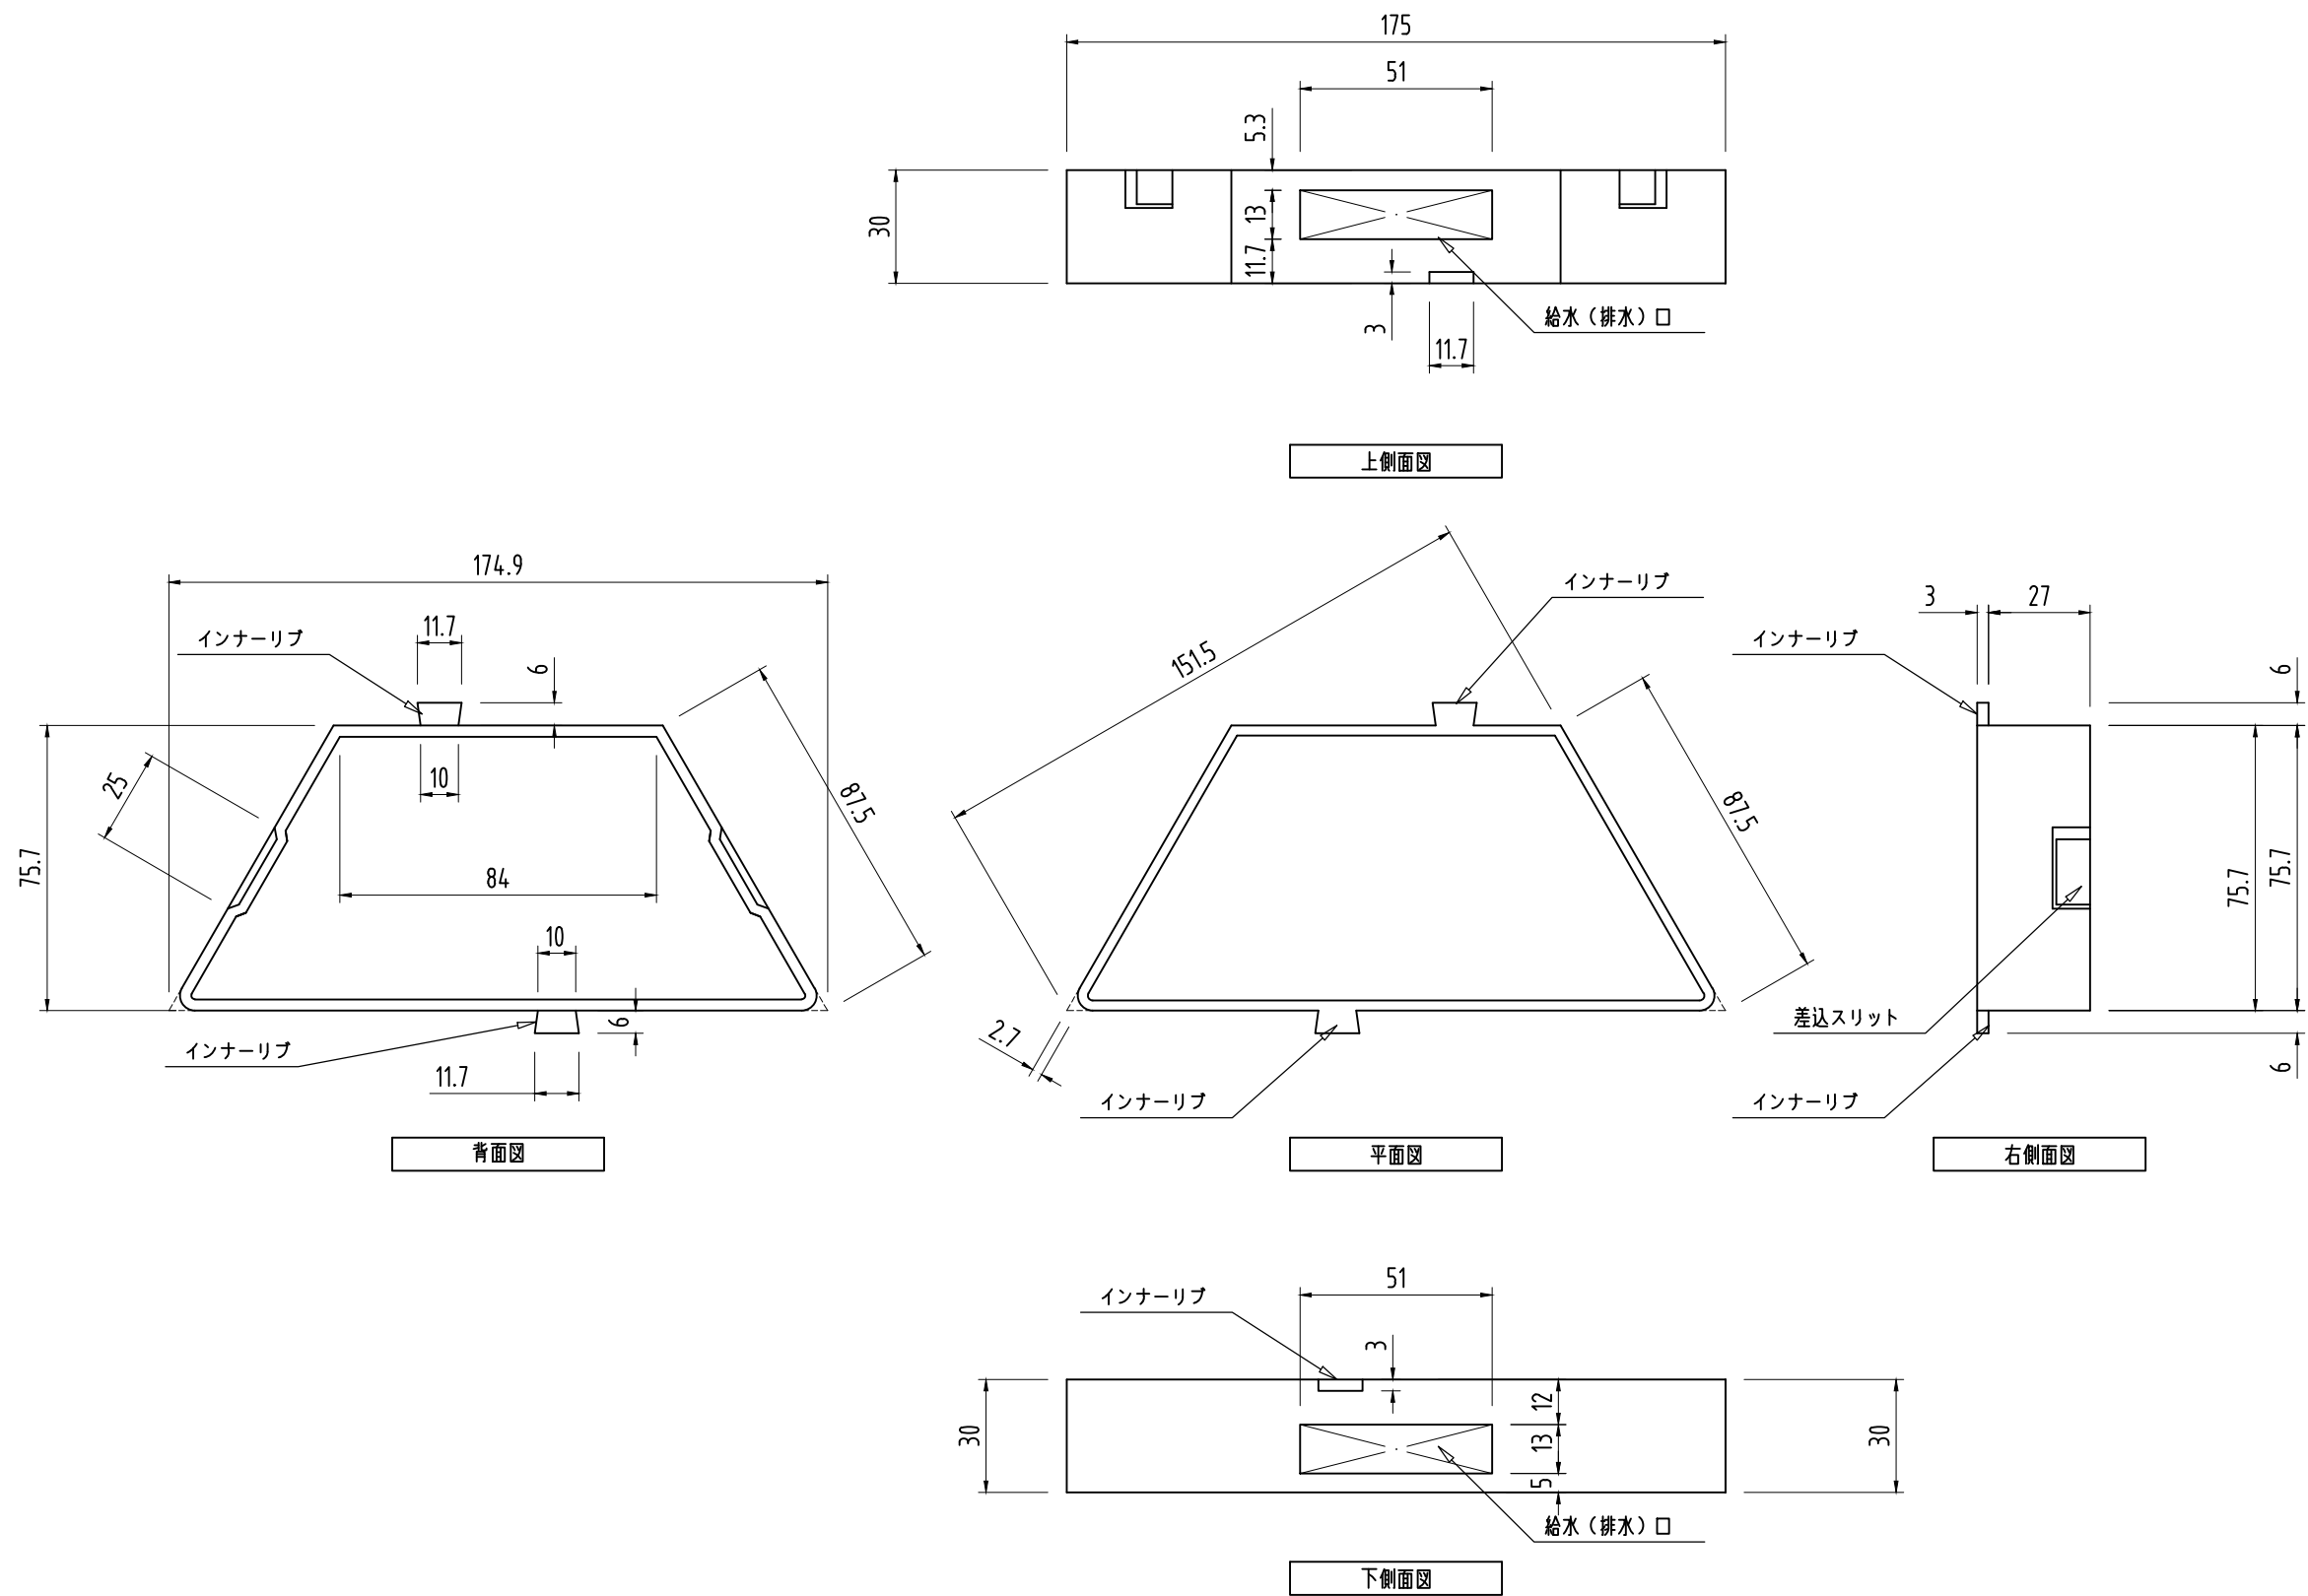 175
51
5.3
30
13
11.7
3
11.7
給水（排水）口
上側面図
174.9
インナーリブ
11.7
6
25
10
87.5
75.7
84
10
6
インナーリブ
11.7
背面図
151.5
インナーリブ
87.5
2.7
インナーリブ
平面図
3
27
インナーリブ
6
75.7
75.7
差込スリット
6
インナーリブ
右側面図
51
インナーリブ
3
12
30
13
30
5
給水（排水）口
下側面図